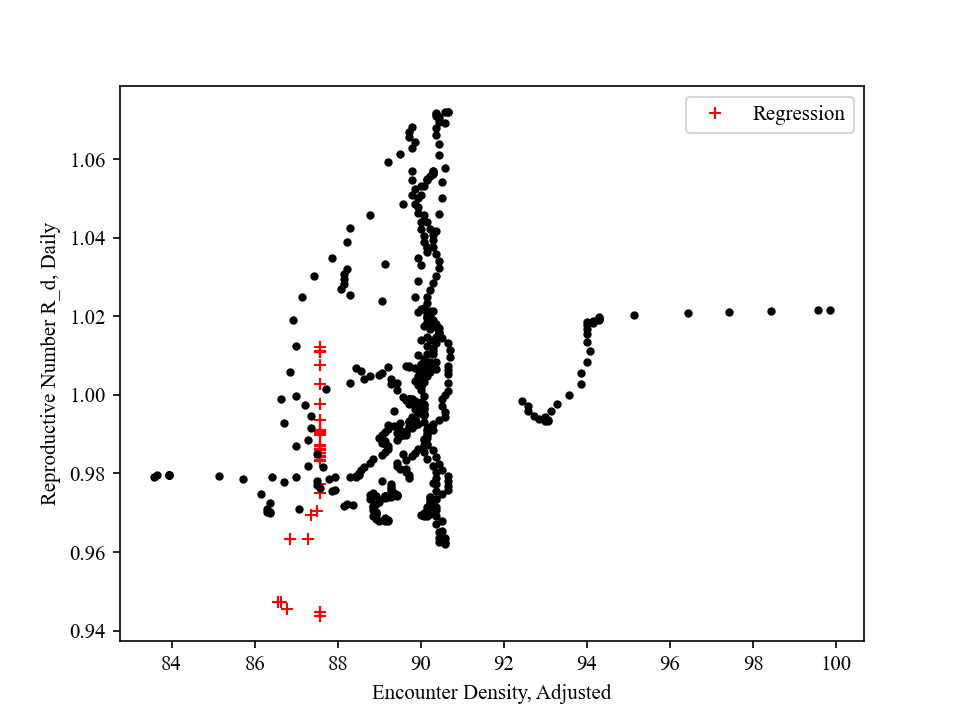 Regression
1.06
1.04
1.02
1.00
0.98
0.96
0.94
Reproductive Number R_d, Daily
84 86 88 90 92 94 96 98 100
Encounter Density, Adjusted